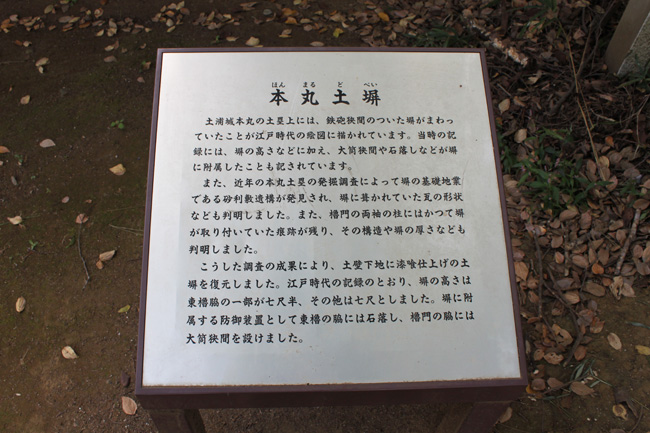 ほん まる ど べい
本丸土塀
土浦城本丸の土塁上には、鉄砲狭間のついた塀がまわっ
ていたことが江戸時代の絵図に描かれています。当時の記
録には、塀の高さなどに加え、大筒狭間や石落しなどが塀
に附属したことも記されています。
また、近年の本丸土塁の発掘調査によって塀の基礎地業
である砂利敷遺構が発見され、塀に葺かれていた瓦の形状
なども判明しました。また、櫓門の両袖の柱にはかつて塀
が取り付いていた痕跡が残り、その構造や塀の厚さなども
判明しました。
こうした調査の成果により、土壁下地に漆喰仕上げの土
塀を復元しました。江戸時代の記録のとおり、塀の高さは
東櫓脇の一部が七尺半、その他は七尺としました。塀に附
属する防御装置として東櫓の脇には石落し、櫓門の脇には
大筒狭間を設けました。